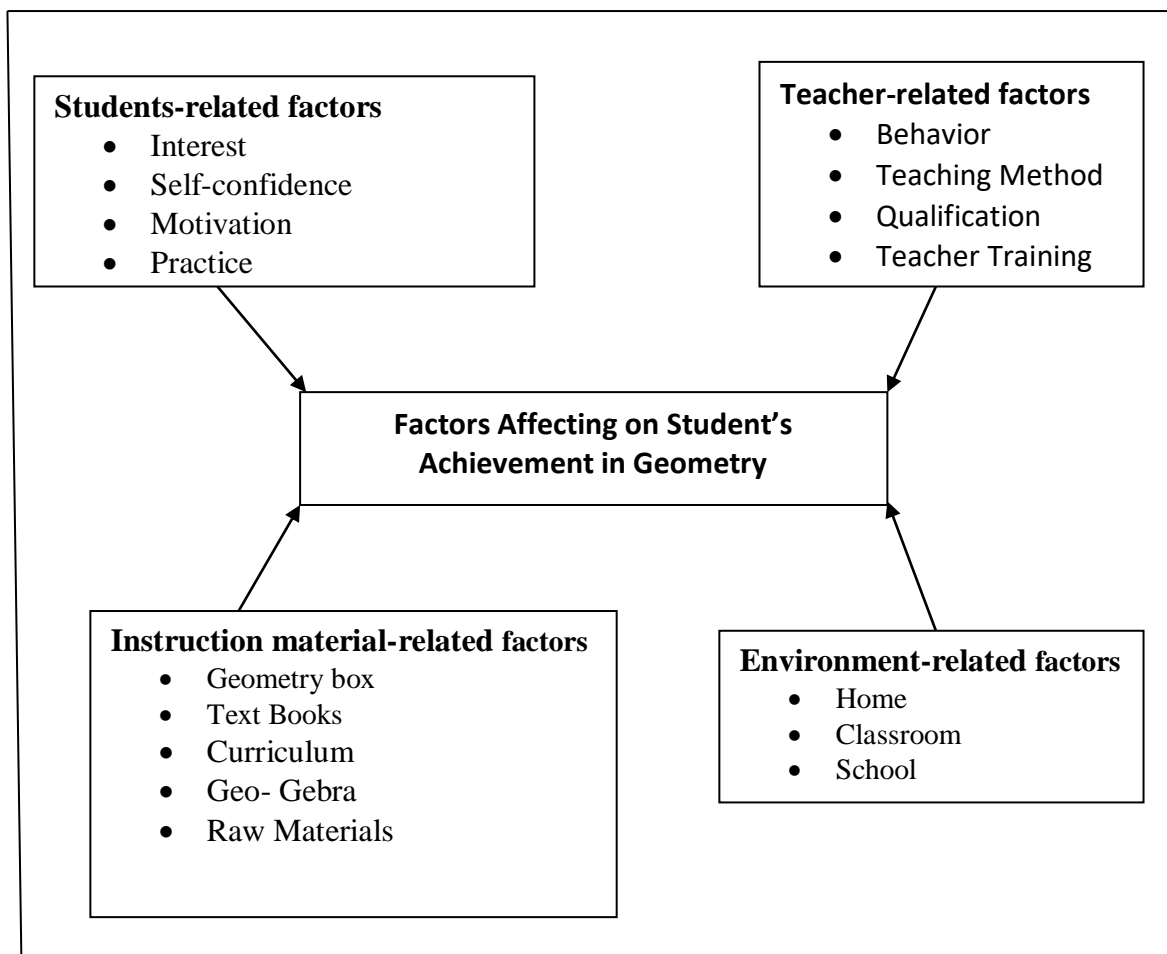 Students-related factors
• Interest
• Self-confidence
• Motivation
• Practice
Teacher-related factors
• Behavior
• Teaching Method
• Qualification
• Teacher Training
Factors Affecting on Student’s
Achievement in Geometry
Instruction material-related factors
• Geometry box
• Text Books
• Curriculum
• Geo- Gebra
• Raw Materials
Environment-related factors
• Home
• Classroom
• School